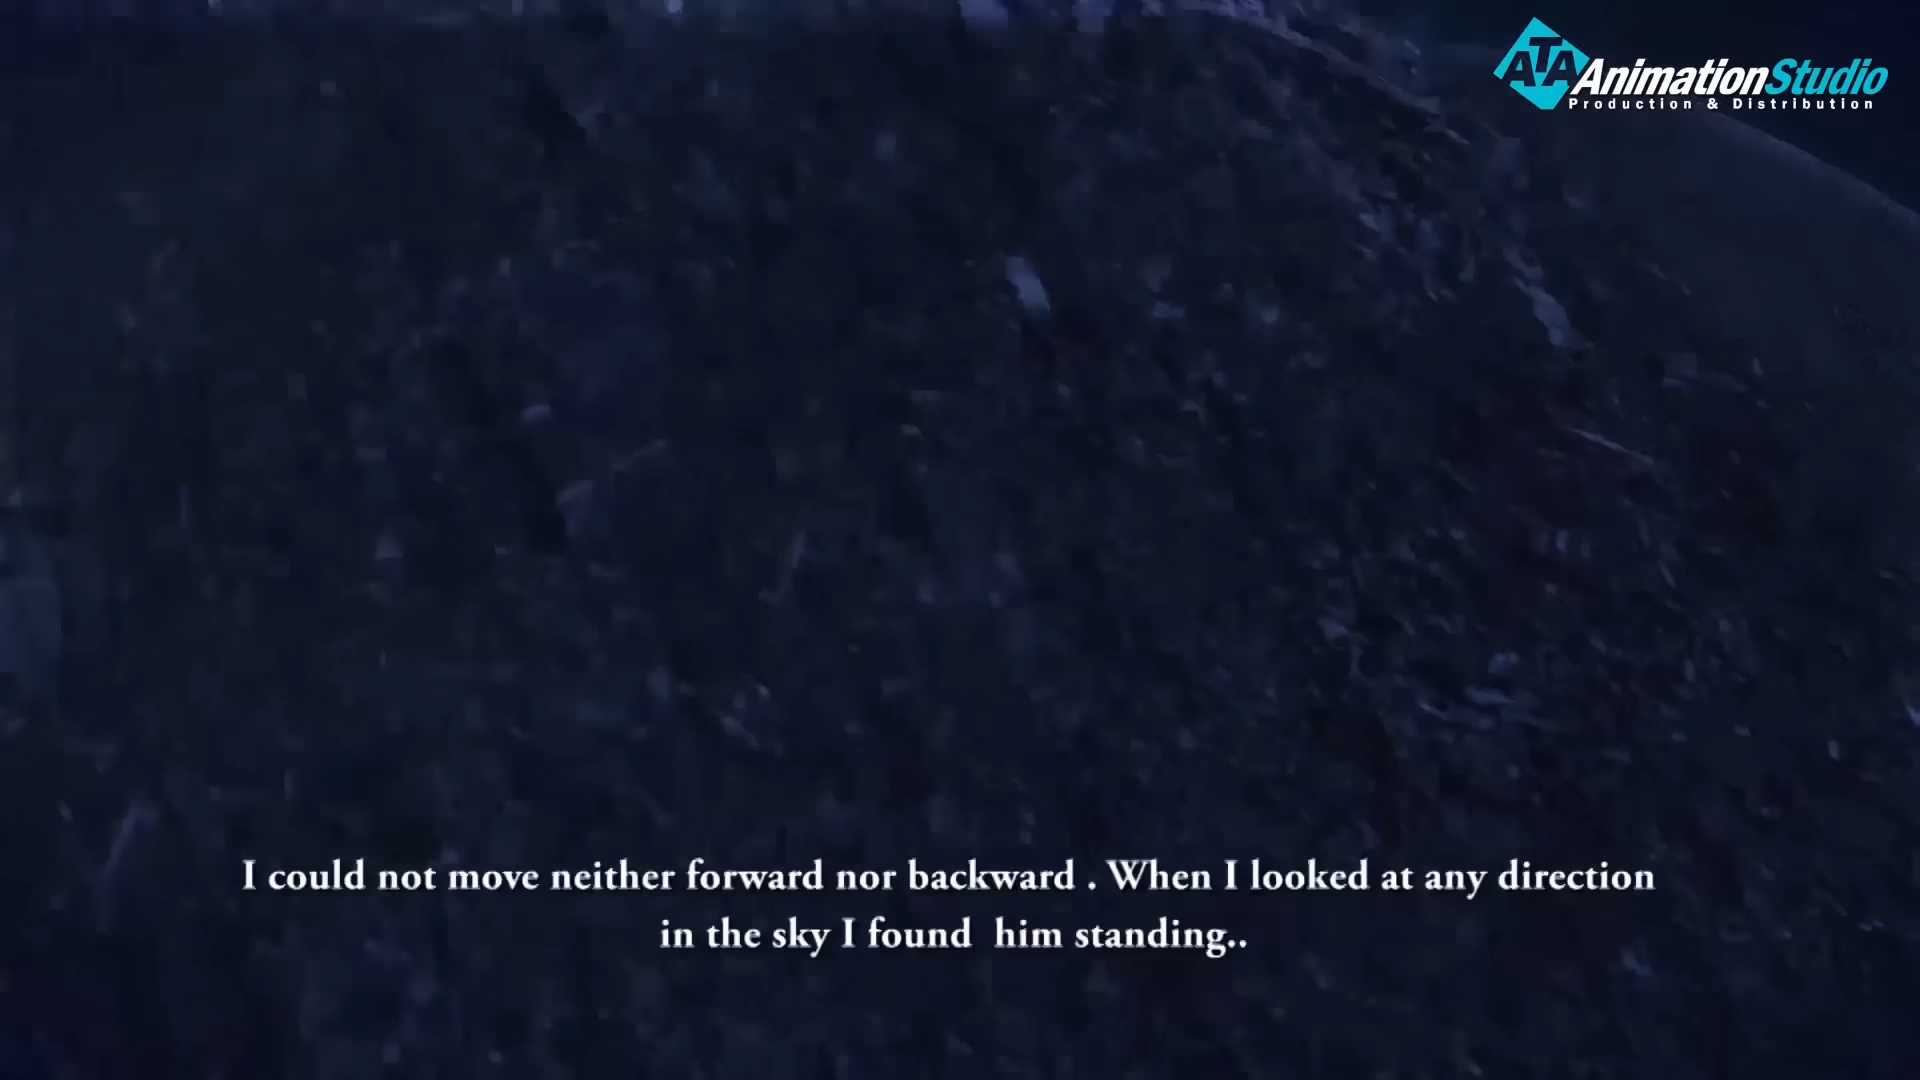 ATA AnimationStudio
Production & Distribution
I could not move neither forward nor backward . When I looked at any direction
in the sky I found  him standing..